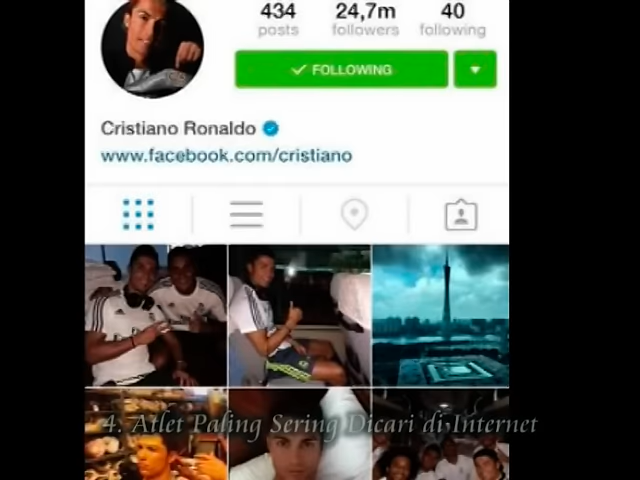 434 24,7m 40
posts followers following
FOLLOWING
Cristiano Ronaldo
www.facebook.com/cristiano
4. Atlet Paling Sering Dicari di Internet